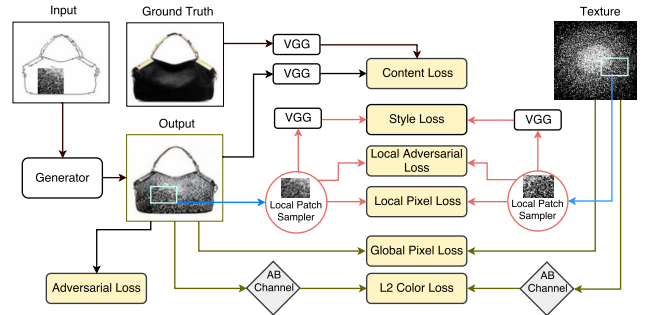 Input
Ground Truth
Texture
VGG
VGG
Content Loss
Output
VGG
Style Loss
VGG
Generator
Local Adversarial
Loss
Local Patch
Sampler
Local Pixel Loss
Local Patch
Sampler
Global Pixel Loss
Adversarial Loss
AB
Channel
L2 Color Loss
AB
Channel